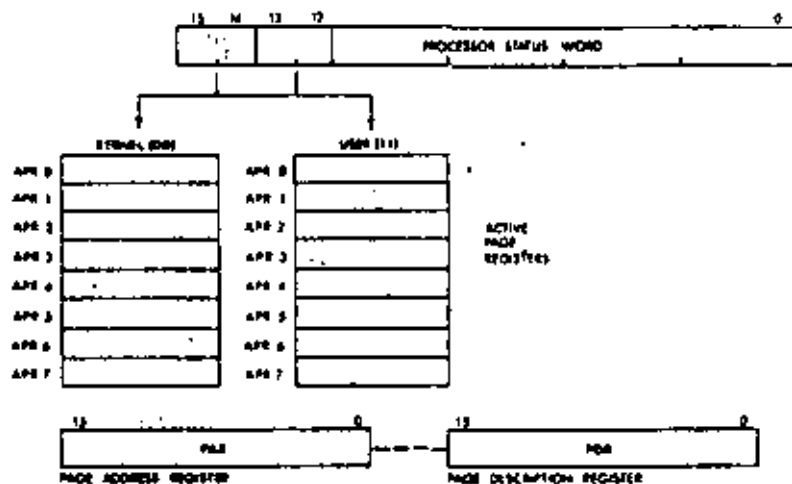 15 14 13 12 0
PROCESSOR STATUS WORD
KERNEL (00) USER (11)
APR 0 APR 0
APR 1 APR 1
APR 2 APR 2
APR 3 APR 3
APR 4 APR 4
APR 5 APR 5
APR 6 APR 6
APR 7 APR 7
ACTIVE
PAGE
REGISTERS
15 0 15 0
PAR PDR
PAGE ADDRESS REGISTER PAGE DESCRIPTION REGISTER